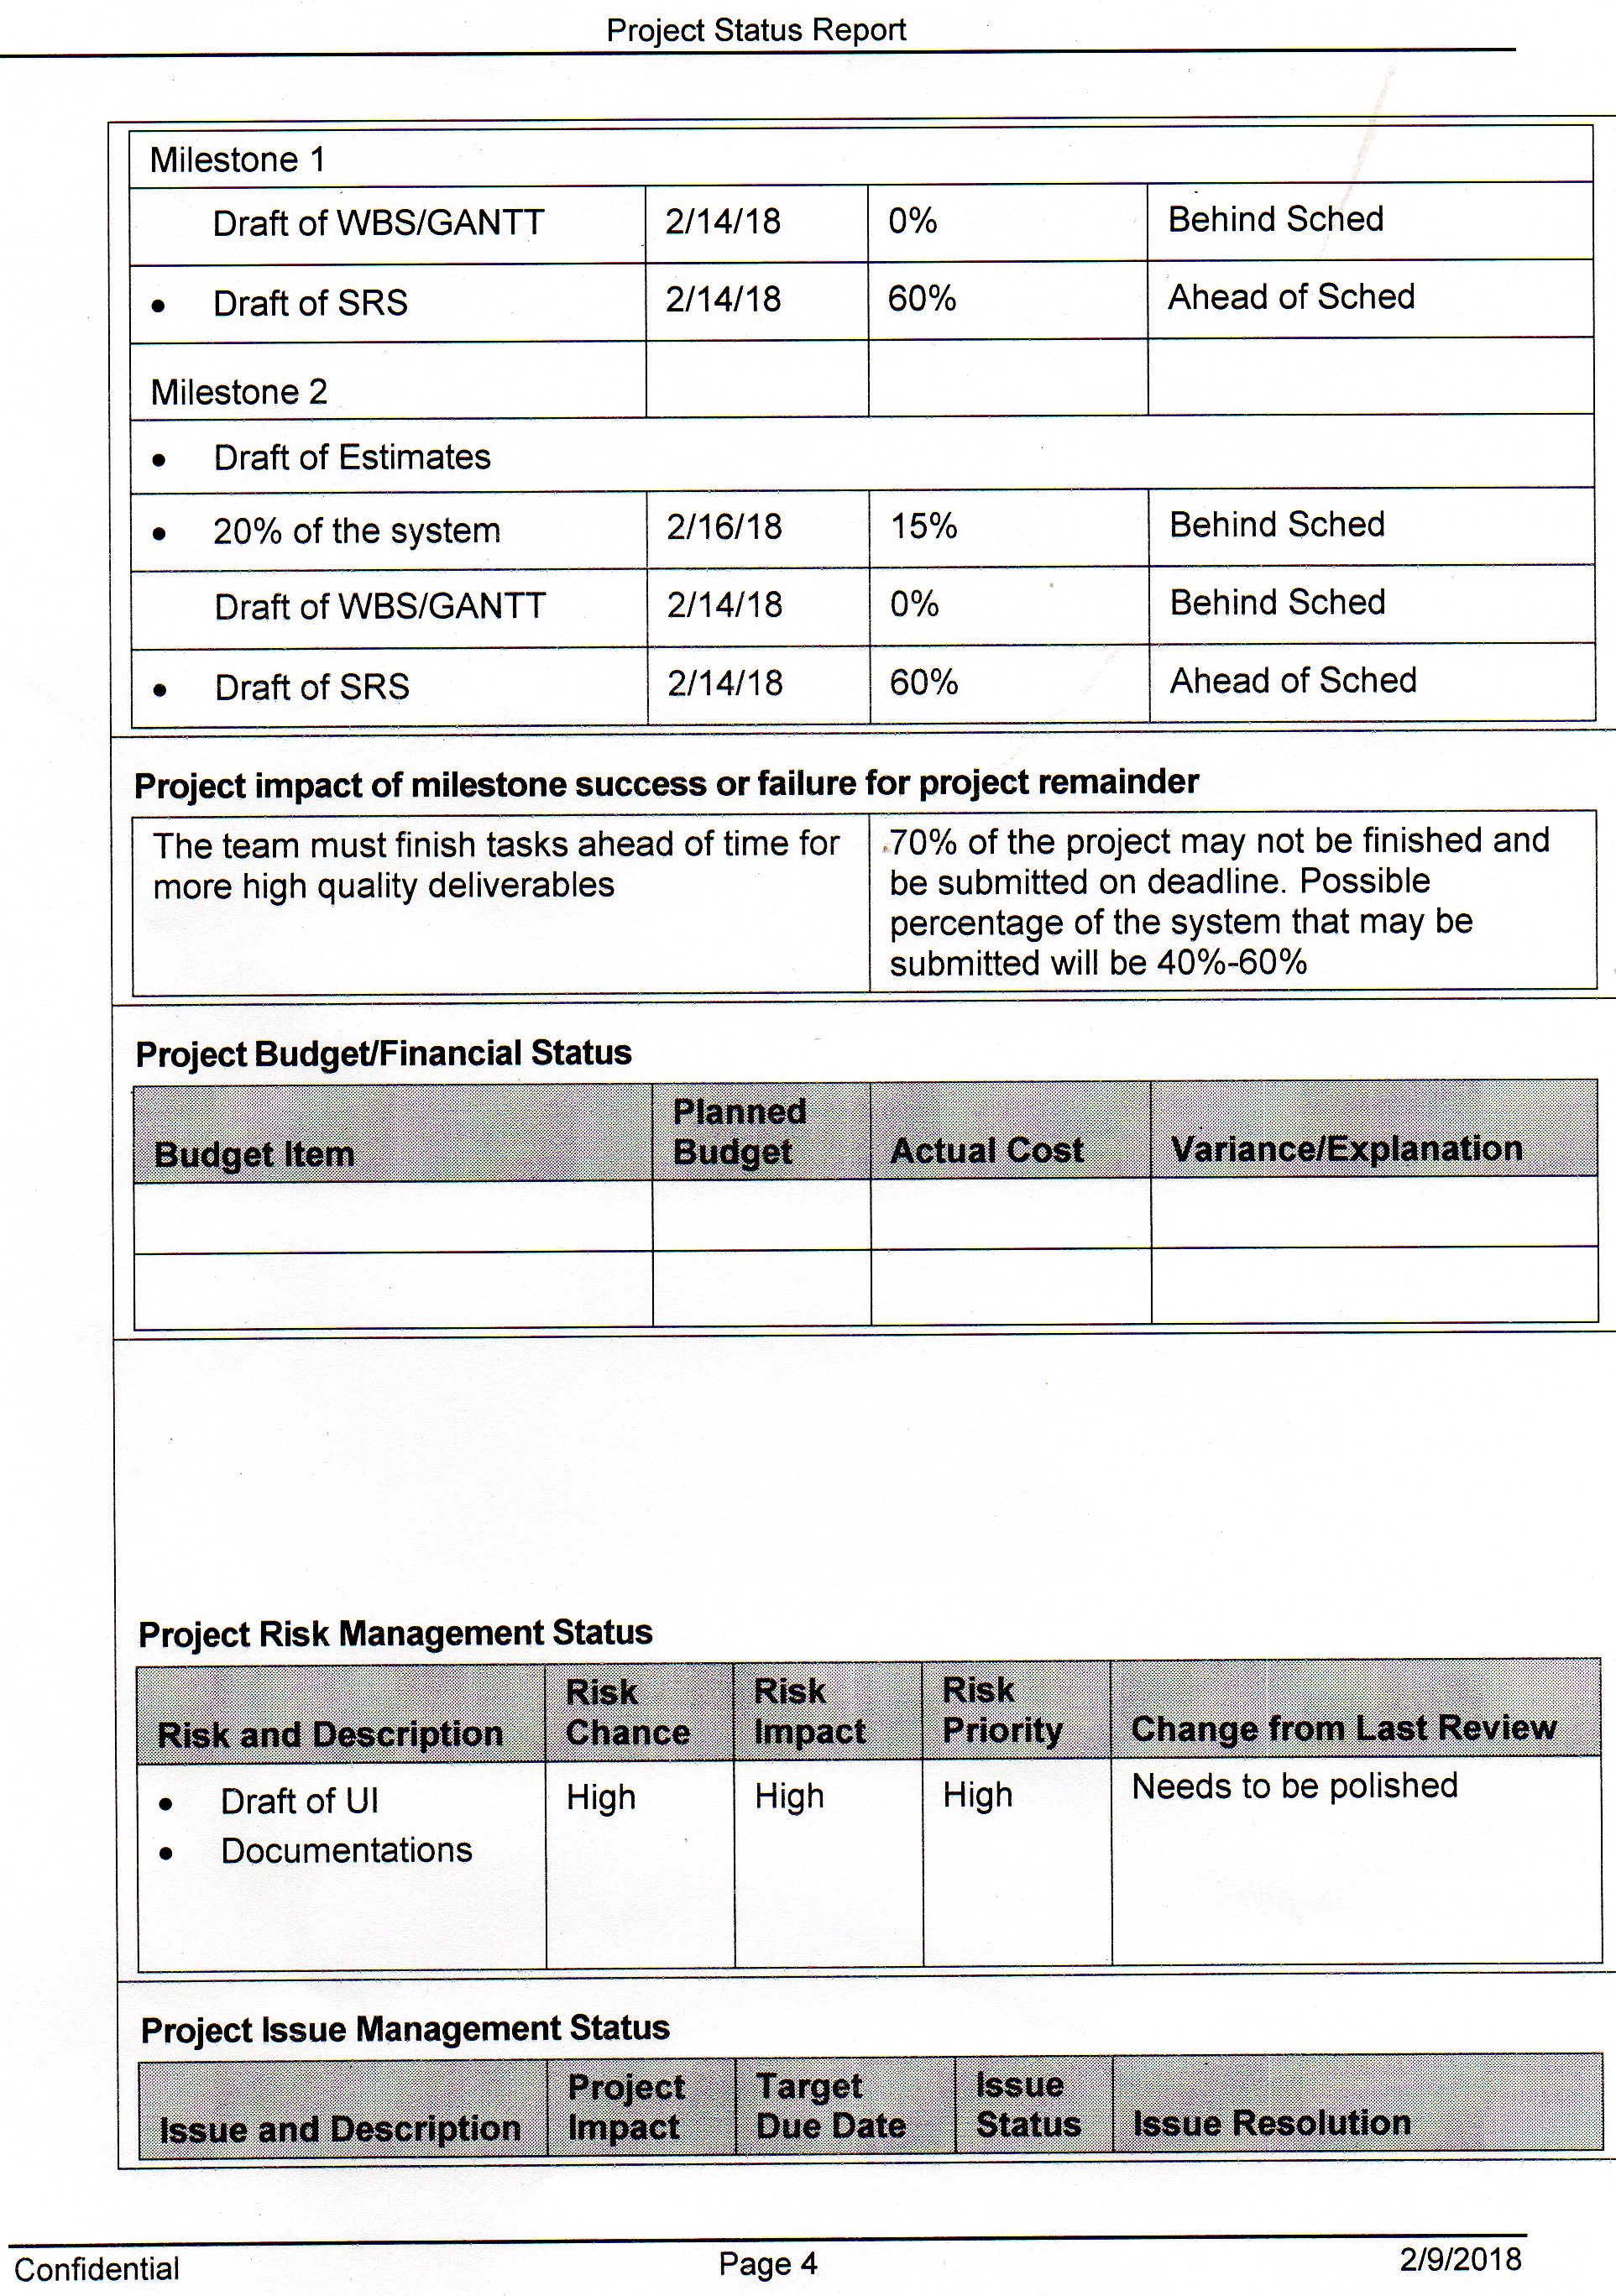 Project Status Report
Milestone 1
Draft of WBS/GANTT 2/14/18 0% Behind Sched
• Draft of SRS 2/14/18 60% Ahead of Sched
Milestone 2
• Draft of Estimates
• 20% of the system 2/16/18 15% Behind Sched
Draft of WBS/GANTT 2/14/18 0% Behind Sched
• Draft of SRS 2/14/18 60% Ahead of Sched
Project impact of milestone success or failure for project remainder
The team must finish tasks ahead of time for
more high quality deliverables
70% of the project may not be finished and
be submitted on deadline. Possible
percentage of the system that may be
submitted will be 40%-60%
Project Budget/Financial Status
Budget Item
Planned
Budget
Actual Cost
Variance/Explanation
Project Risk Management Status
Risk and Description
Risk
Chance
Risk
Impact
Risk
Priority
Change from Last Review
• Draft of UI
• Documentations
High
High
High
Needs to be polished
Project Issue Management Status
Issue and Description
Project
Impact
Target
Due Date
Issue
Status
Issue Resolution
Confidential Page 4 2/9/2018